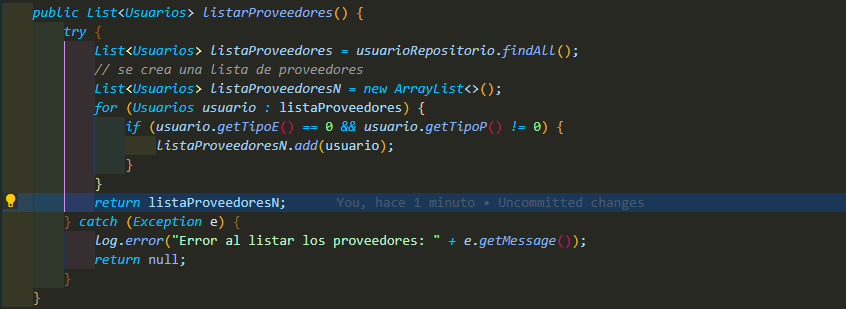 public List<Usuarios> listarProveedores() {
try {
List<Usuarios> listaProveedores = usuarioRepositorio.findAll();
// se crea una lista de proveedores
List<Usuarios> listaProveedoresN = new ArrayList<>();
for (Usuarios usuario : listaProveedores) {
if (usuario.getTipoE() == 0 && usuario.getTipoP() != 0) {
listaProveedoresN.add(usuario);
}
}
return listaProveedoresN; You, hace 1 minuto • Uncommitted changes
} catch (Exception e) {
log.error("Error al listar los proveedores: " + e.getMessage());
return null;
}
}